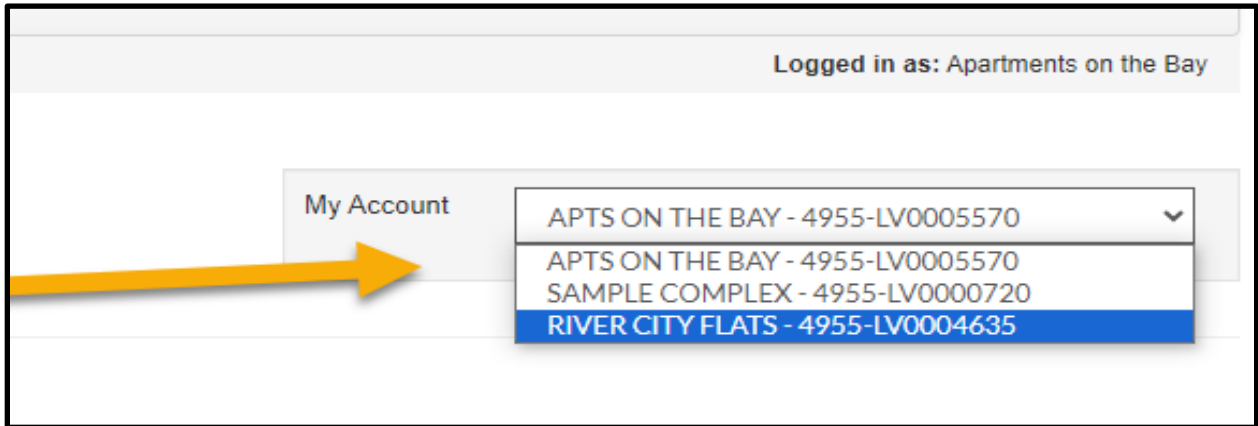 Logged in as: Apartments on the Bay
My Account
APTS ON THE BAY - 4955-LV0005570
APTS ON THE BAY - 4955-LV0005570
SAMPLE COMPLEX - 4955-LV0000720
RIVER CITY FLATS - 4955-LV0004635